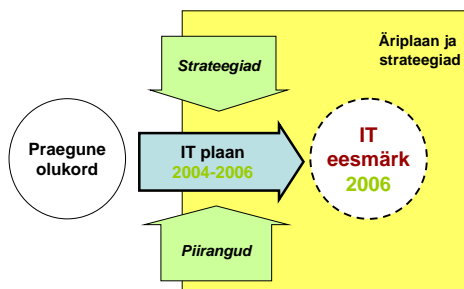 Äriplaan ja
strateegiad
Strateegiad
Praegune
olukord
IT plaan
2004-2006
IT
eesmärk
2006
Piirangud